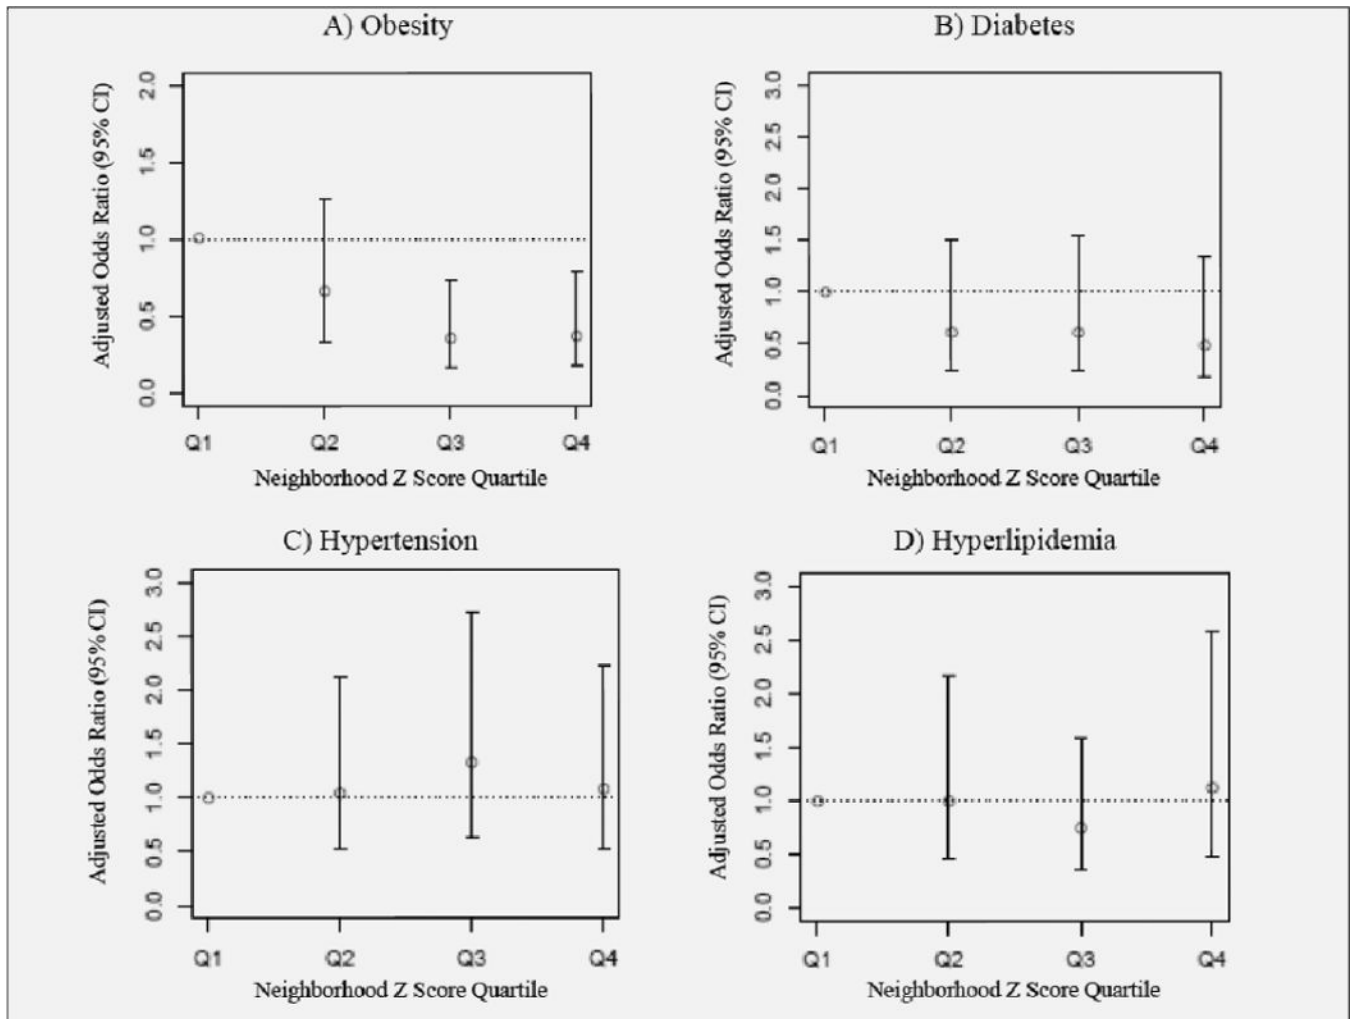 A) Obesity
Adjusted Odds Ratio (95% CI)
2.0
1.5
1.0
0.5
0.0
Q1 Q2 Q3 Q4
Neighborhood Z Score Quartile
B) Diabetes
Adjusted Odds Ratio (95% CI)
3.0
2.5
2.0
1.5
1.0
0.5
0.0
Q1 Q2 Q3 Q4
Neighborhood Z Score Quartile
C) Hypertension
Adjusted Odds Ratio (95% CI)
3.0
2.5
2.0
1.5
1.0
0.5
0.0
Q1 Q2 Q3 Q4
Neighborhood Z Score Quartile
D) Hyperlipidemia
Adjusted Odds Ratio (95% CI)
3.0
2.5
2.0
1.5
1.0
0.5
0.0
Q1 Q2 Q3 Q4
Neighborhood Z Score Quartile